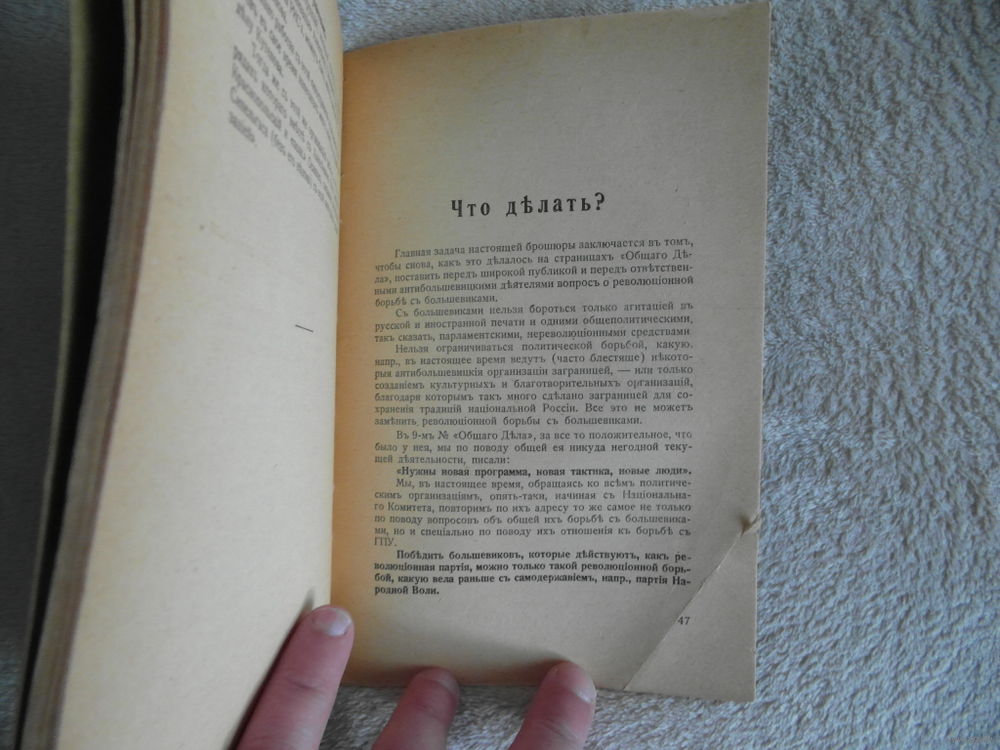 Что дѣлать?
Главная задача настоящей брошюры заключается въ томъ,
чтобы снова, какъ это дѣлалось на страницахъ «Общаго Дѣ-
ла», поставить передъ широкой публикой и передъ отвѣтствен-
ными антибольшевицкими дѣятелями вопросъ о революціонной
борьбѣ съ большевиками.
Съ большевиками нельзя бороться только агитаціей въ
русской и иностранной печати и одними общеполитическими,
такъ сказать, парламентскими, нереволюціонными средствами
Нельзя ограничиваться политической борьбой, какую.
напр., въ настоящее время ведутъ (часто блестяще) нѣкото-
рыя антибольшевицкія организаціи заграницей, — или только
созданіемъ культурныхъ и благотворительныхъ организацій,
благодаря которымъ такъ много сдѣлано заграницей для со-
храненія традицій національной Россіи. Все это не можетъ
замѣнить революціонной борьбы съ большевиками.
Въ 9-мъ № «Общаго Дѣла», за все то положительное, что
было у нея, мы по поводу общей ея никуда негодной теку-
щей дѣятельности, писали:
«Нужны новая программа, новая тактика, новые люди».
Мы, въ настоящее время, обращаясь ко всѣмъ политиче-
скимъ организаціямъ, опять-таки, начиная съ Національна-
го Комитета, повторимъ по ихъ адресу то же самое не только
по поводу вопросовъ объ общей ихъ борьбѣ съ большевика-
ми, но и спеціально по поводу ихъ отношенія къ борьбѣ съ
ГПУ.
Побѣдить большевиковъ, которые дѣйствуютъ, какъ ре-
волюціонная партія, можно только такой революціонной борь-
бой, какую вела раньше съ самодержавіемъ, напр., партія На-
родной Воли.
47